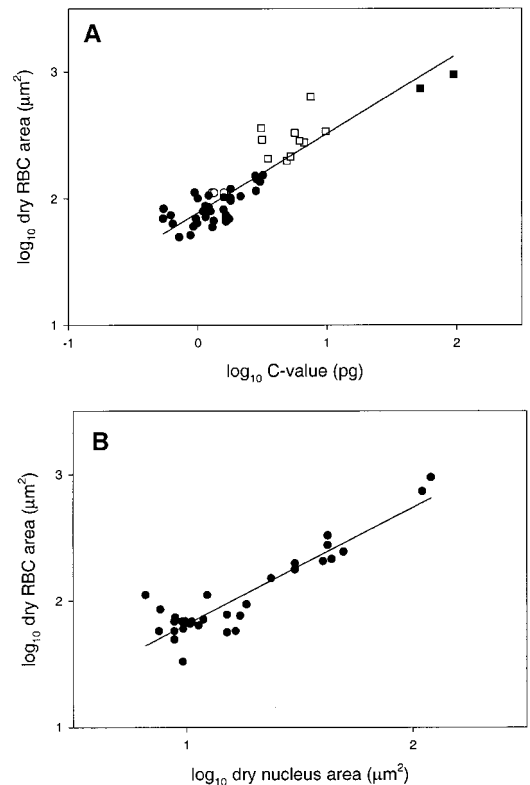 A
log10 dry RBC area (μm2)
3
2
1
-1 0 1 2
log10 C-value (pg)
B
log10 dry RBC area (μm2)
3
2
1
1 2
log10 dry nucleus area (μm2)